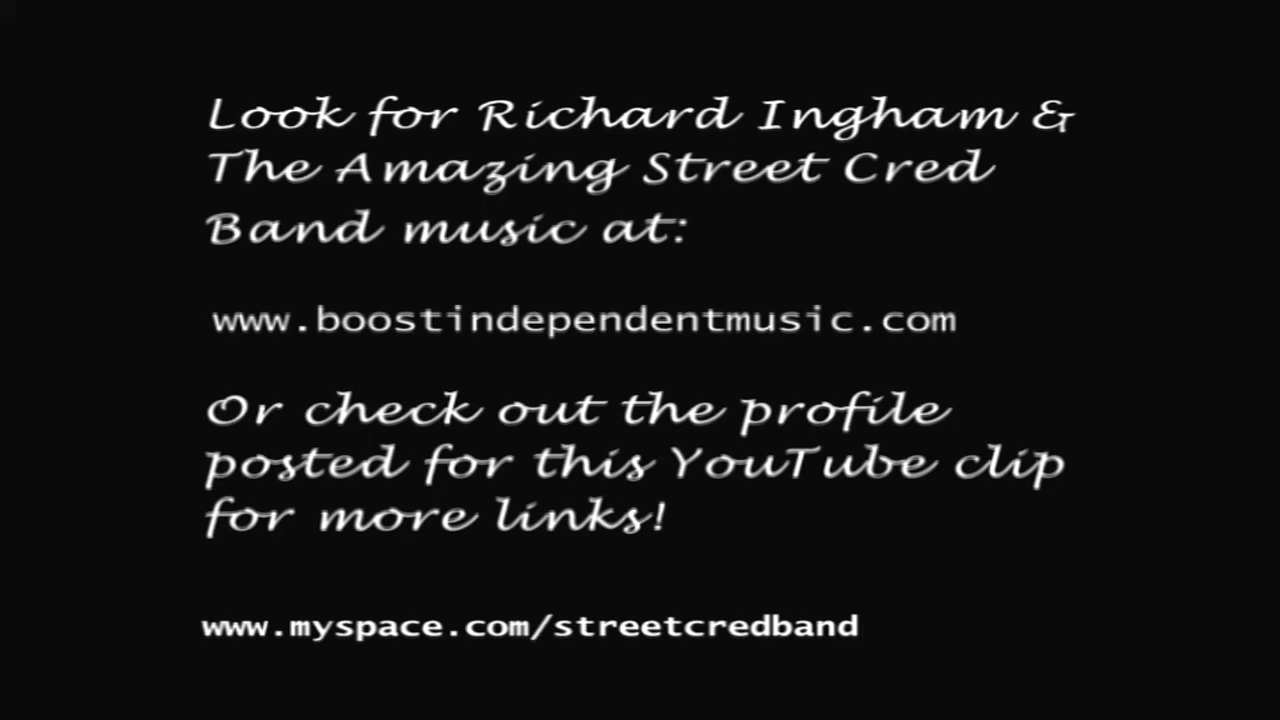 Look for Richard Ingham &
The Amazing Street Cred
Band music at:
www.boostindependentmusic.com
Or check out the profile
posted for this YouTube clip
for more links!
www.myspace.com/streetcredband